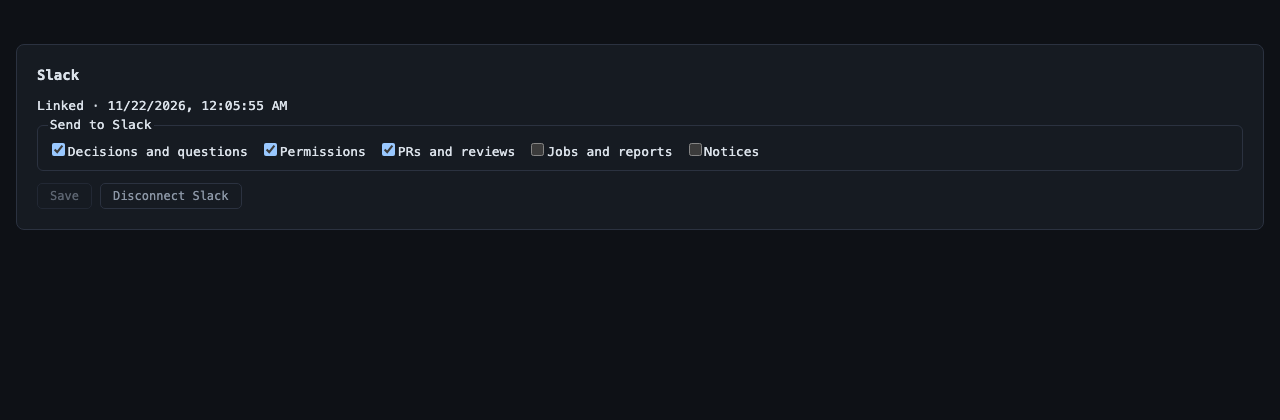 Slack
Linked · 11/22/2026, 12:05:55 AM
Send to Slack
Decisions and questions Permissions PRs and reviews Jobs and reports Notices
Save Disconnect Slack